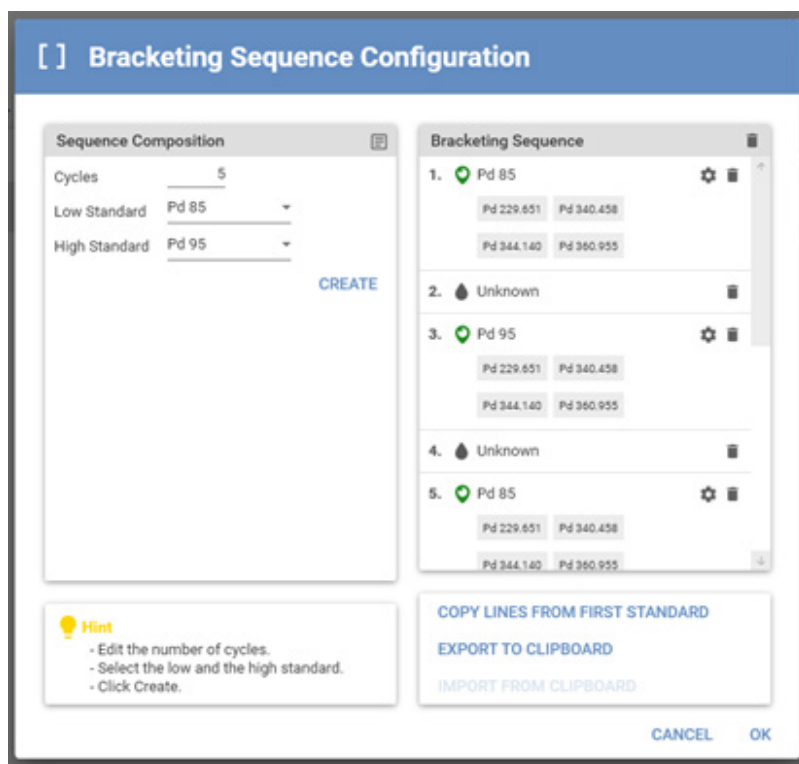 [ ] Bracketing Sequence Configuration
Sequence Composition
Cycles 5
Low Standard Pd 85
High Standard Pd 95
CREATE
Hint
- Edit the number of cycles.
- Select the low and the high standard.
- Click Create.
Bracketing Sequence
1. Pd 85
Pd 229.651 Pd 340.458
Pd 344.140 Pd 360.955
2. Unknown
3. Pd 95
Pd 229.651 Pd 340.458
Pd 344.140 Pd 360.955
4. Unknown
5. Pd 85
Pd 229.651 Pd 340.458
Pd 344.140 Pd 360.955
COPY LINES FROM FIRST STANDARD
EXPORT TO CLIPBOARD
IMPORT FROM CLIPBOARD
CANCEL OK